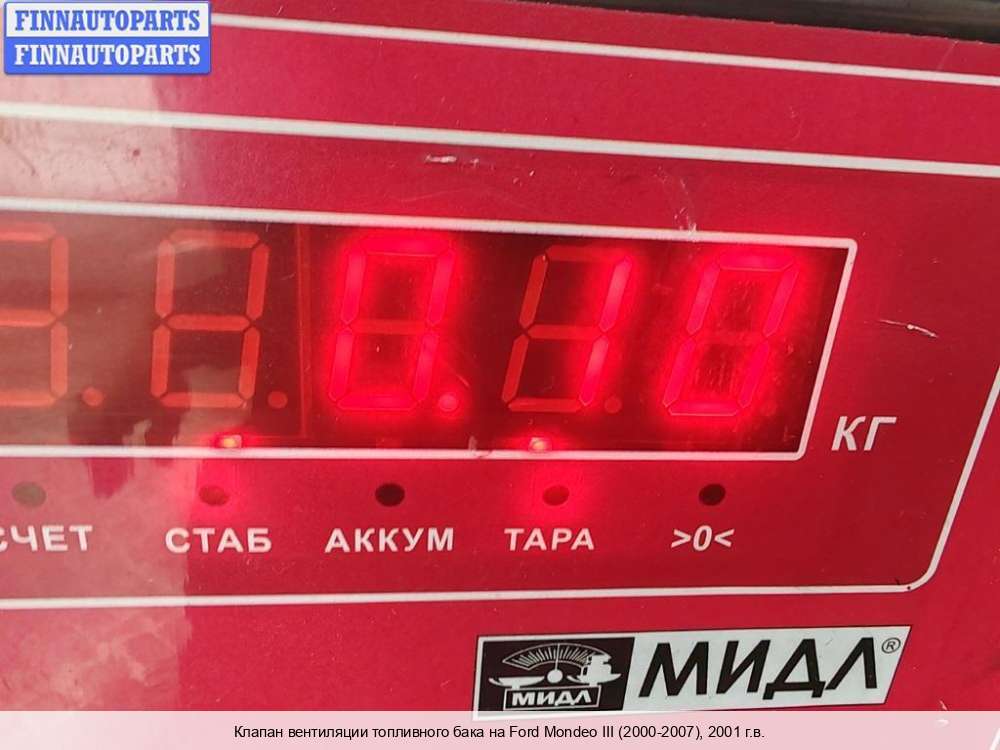 FINNAUTOPARTS
FINNAUTOPARTS
0.10
КГ
СЧЕТ СТАБ АККУМ ТАРА >0<
МИДЛ МИДЛ®
Клапан вентиляции топливного бака на Ford Mondeo III (2000-2007), 2001 г.в.